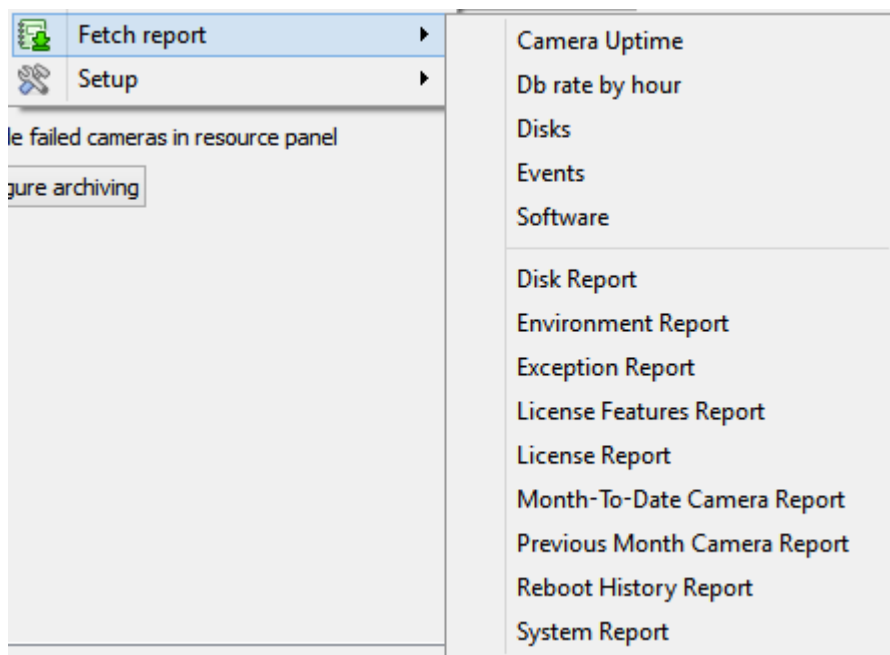 Fetch report
Setup
le failed cameras in resource panel
gure archiving
Camera Uptime
Db rate by hour
Disks
Events
Software
Disk Report
Environment Report
Exception Report
License Features Report
License Report
Month-To-Date Camera Report
Previous Month Camera Report
Reboot History Report
System Report